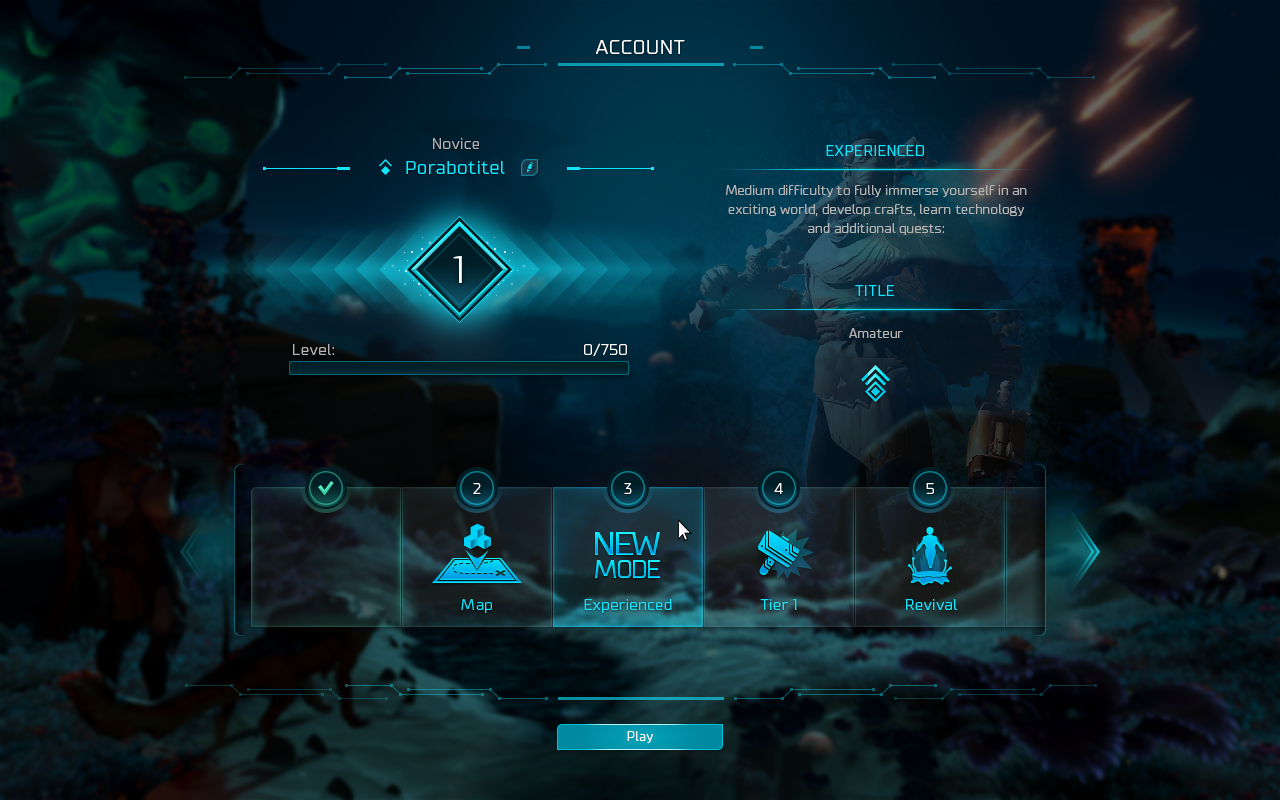 ACCOUNT
Novice
Porabotitel
1
Level:
0/750
EXPERIENCED
Medium difficulty to fully immerse yourself in an
exciting world, develop crafts, learn technology
and additional quests:
TITLE
Amateur
2
3
4
5
NEW
MODE
Map
Experienced
Tier 1
Revival
Play